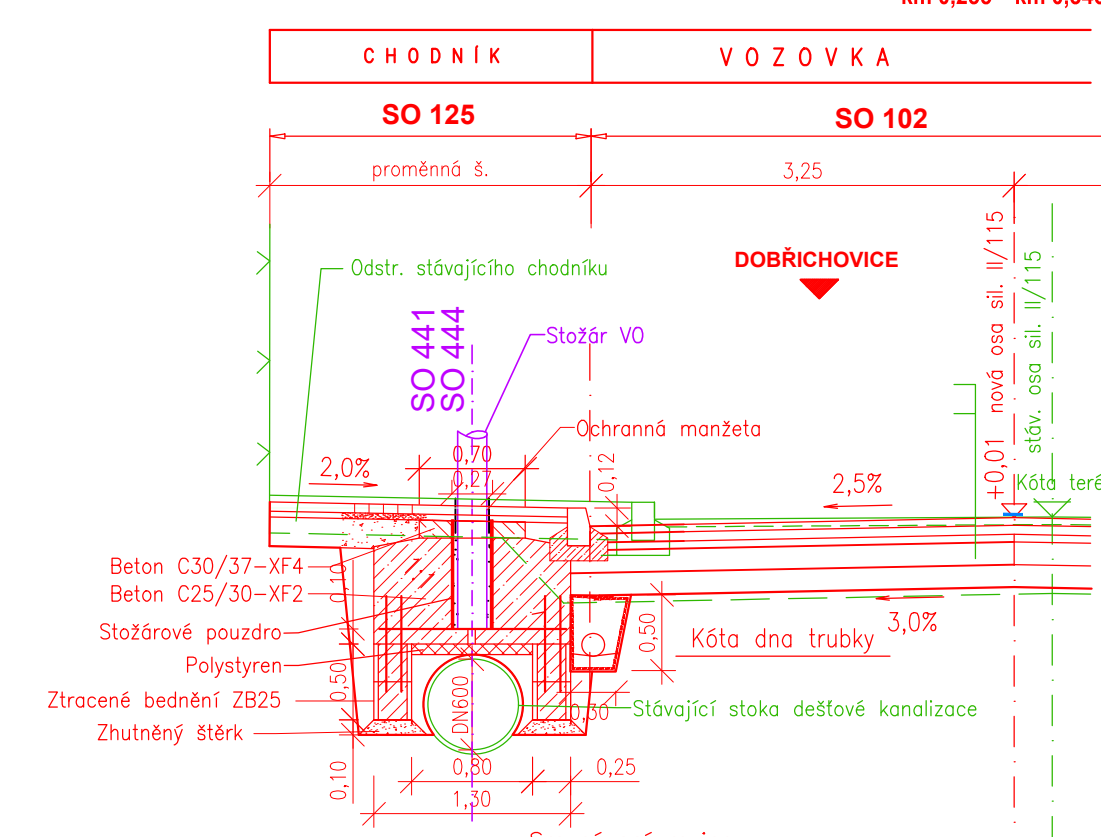 CHODNÍK
VOZOVKA
SO 125
SO 102
proměnná š.
3,25
DOBŘICHOVICE
Odstr. stávajícího chodníku
nová osa sil. II/115
+0,01
stáv. osa sil. II/115
SO 441
SO 444
Stožár VO
Ochranná manžeta
0,70
0,27
0,12
2,0%
2,5%
Beton C30/37-XF4
Beton C25/30-XF2
0,10
Stožárové pouzdro
Polystyren
0,50
Kóta dna trubky
3,0%
0,50
Ztracené bednění ZB25
DN600
0,30
Stávající stoka dešťové kanalizace
Zhutněný štěrk
0,10
0,80
0,25
1,30